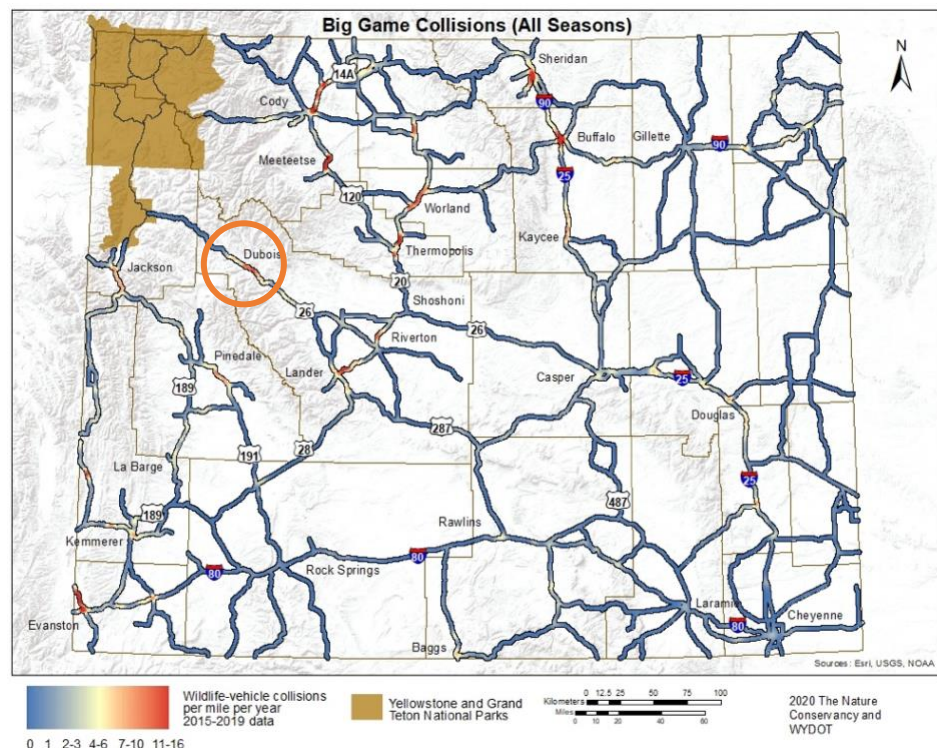 Big Game Collisions (All Seasons)
N
Sheridan
14A
90
Cody
Buffalo
Gillette
90
Meeteetse
25
120
Worland
Kaycee
Dubois
Thermopolis
Jackson
20
Shoshoni
26
26
Riverton
Pinedale
Lander
Casper
189
25
Douglas
287
28
191
La Barge
25
487
189
Rawlins
Kemmerer
80
80
Rock Springs
Laramie
Cheyenne
Evanston
80
Baggs
Sources: Esri, USGS, NOAA
Wildlife-vehicle collisions
per mile per year
2015-2019 data
0 1 2-3 4-6 7-10 11-16
Yellowstone and Grand
Teton National Parks
Kilometers 0 12.5 25 50 75 100
Miles 0 10 20 40 60
2020 The Nature
Conservancy and
WYDOT